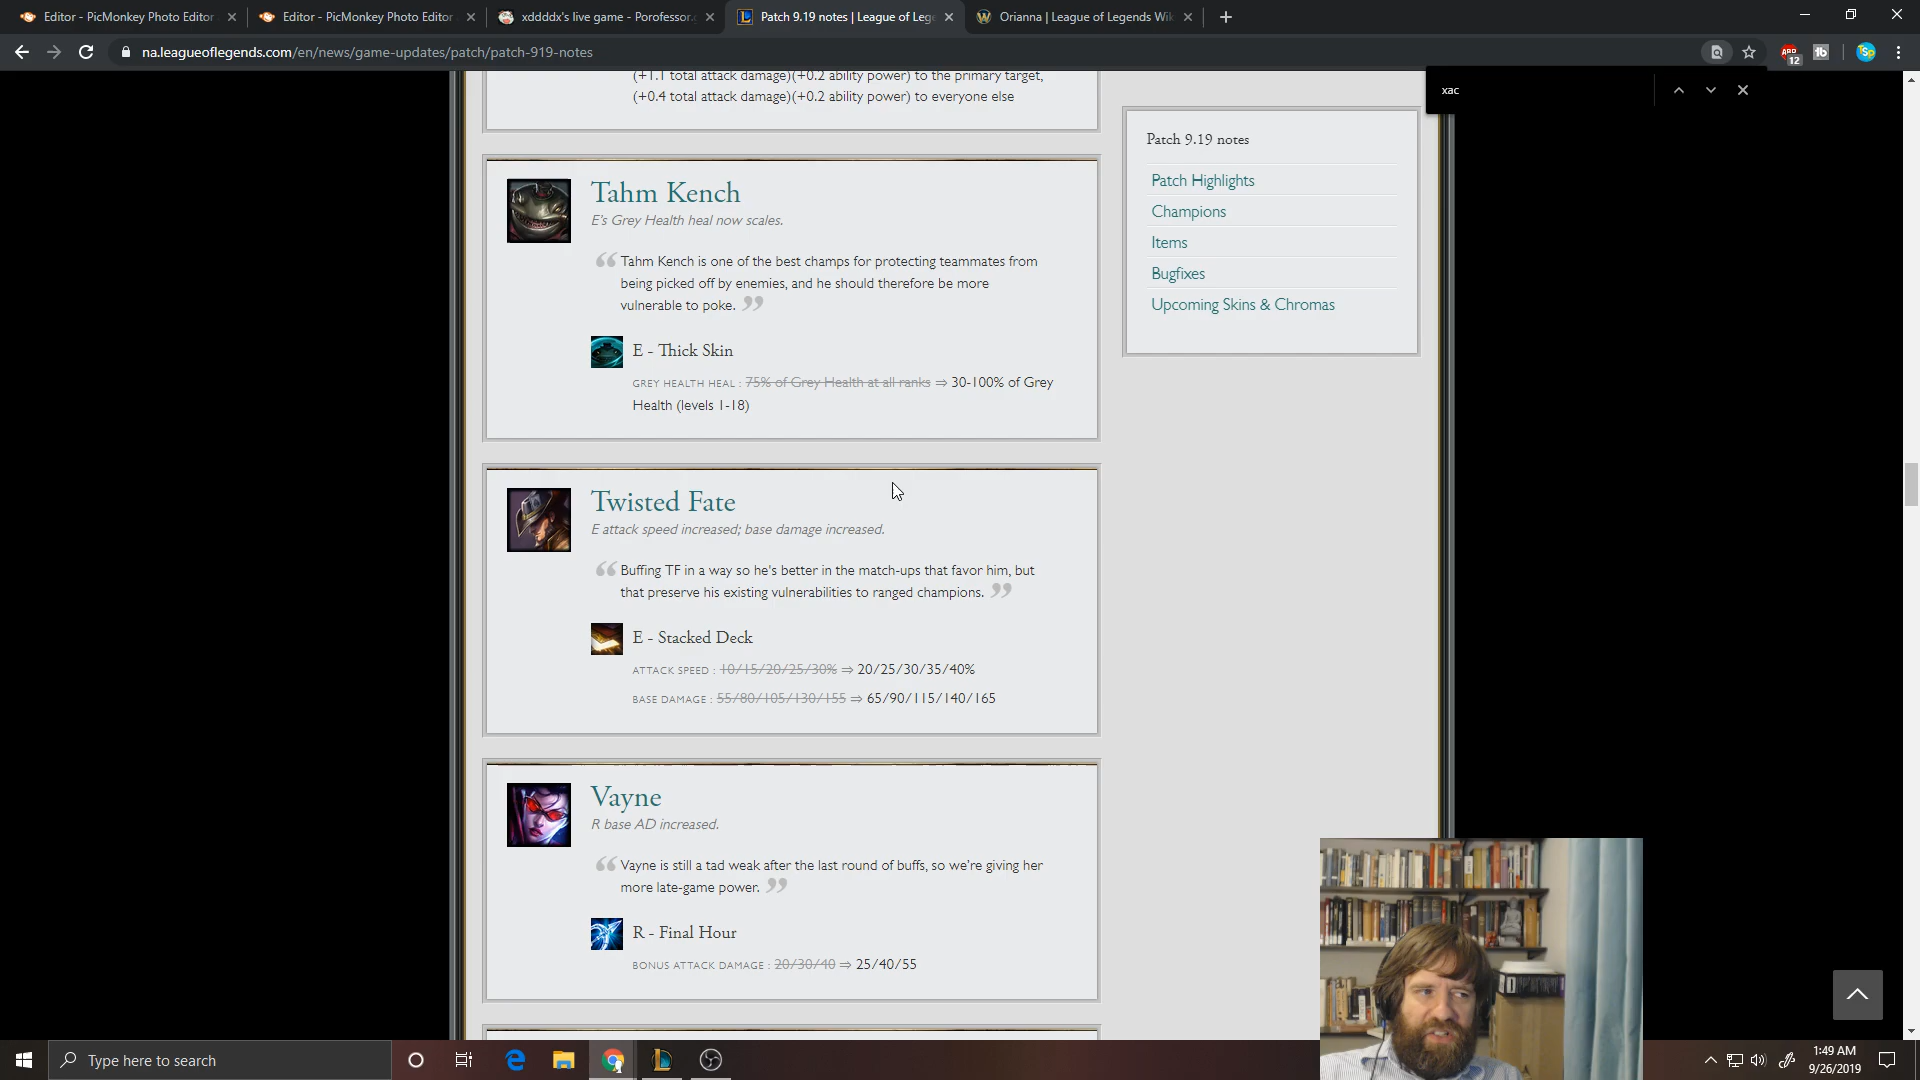 Editor - PicMonkey Photo Editor
Editor - PicMonkey Photo Editor
xddddx's live game - Porofessor.g
Patch 9.19 notes | League of Leg
Orianna | League of Legends Wik
na.leagueoflegends.com/en/news/game-updates/patch/patch-919-notes
ABP
12
tb
TSp
xac
(+1.1 total attack damage)(+0.2 ability power) to the primary target,
(+0.4 total attack damage)(+0.2 ability power) to everyone else
Patch 9.19 notes
Patch Highlights
Champions
Items
Bugfixes
Upcoming Skins & Chromas
Tahm Kench
E's Grey Health heal now scales.
“ Tahm Kench is one of the best champs for protecting teammates from
being picked off by enemies, and he should therefore be more
vulnerable to poke. ”
E - Thick Skin
GREY HEALTH HEAL : 75% of Grey Health at all ranks ⇒ 30-100% of Grey
Health (levels 1-18)
Twisted Fate
E attack speed increased; base damage increased.
“ Buffing TF in a way so he's better in the match-ups that favor him, but
that preserve his existing vulnerabilities to ranged champions. ”
E - Stacked Deck
ATTACK SPEED : 10/15/20/25/30% ⇒ 20/25/30/35/40%
BASE DAMAGE : 55/80/105/130/155 ⇒ 65/90/115/140/165
Vayne
R base AD increased.
“ Vayne is still a tad weak after the last round of buffs, so we're giving her
more late-game power. ”
R - Final Hour
BONUS ATTACK DAMAGE : 20/30/40 ⇒ 25/40/55
Type here to search
1:49 AM
9/26/2019